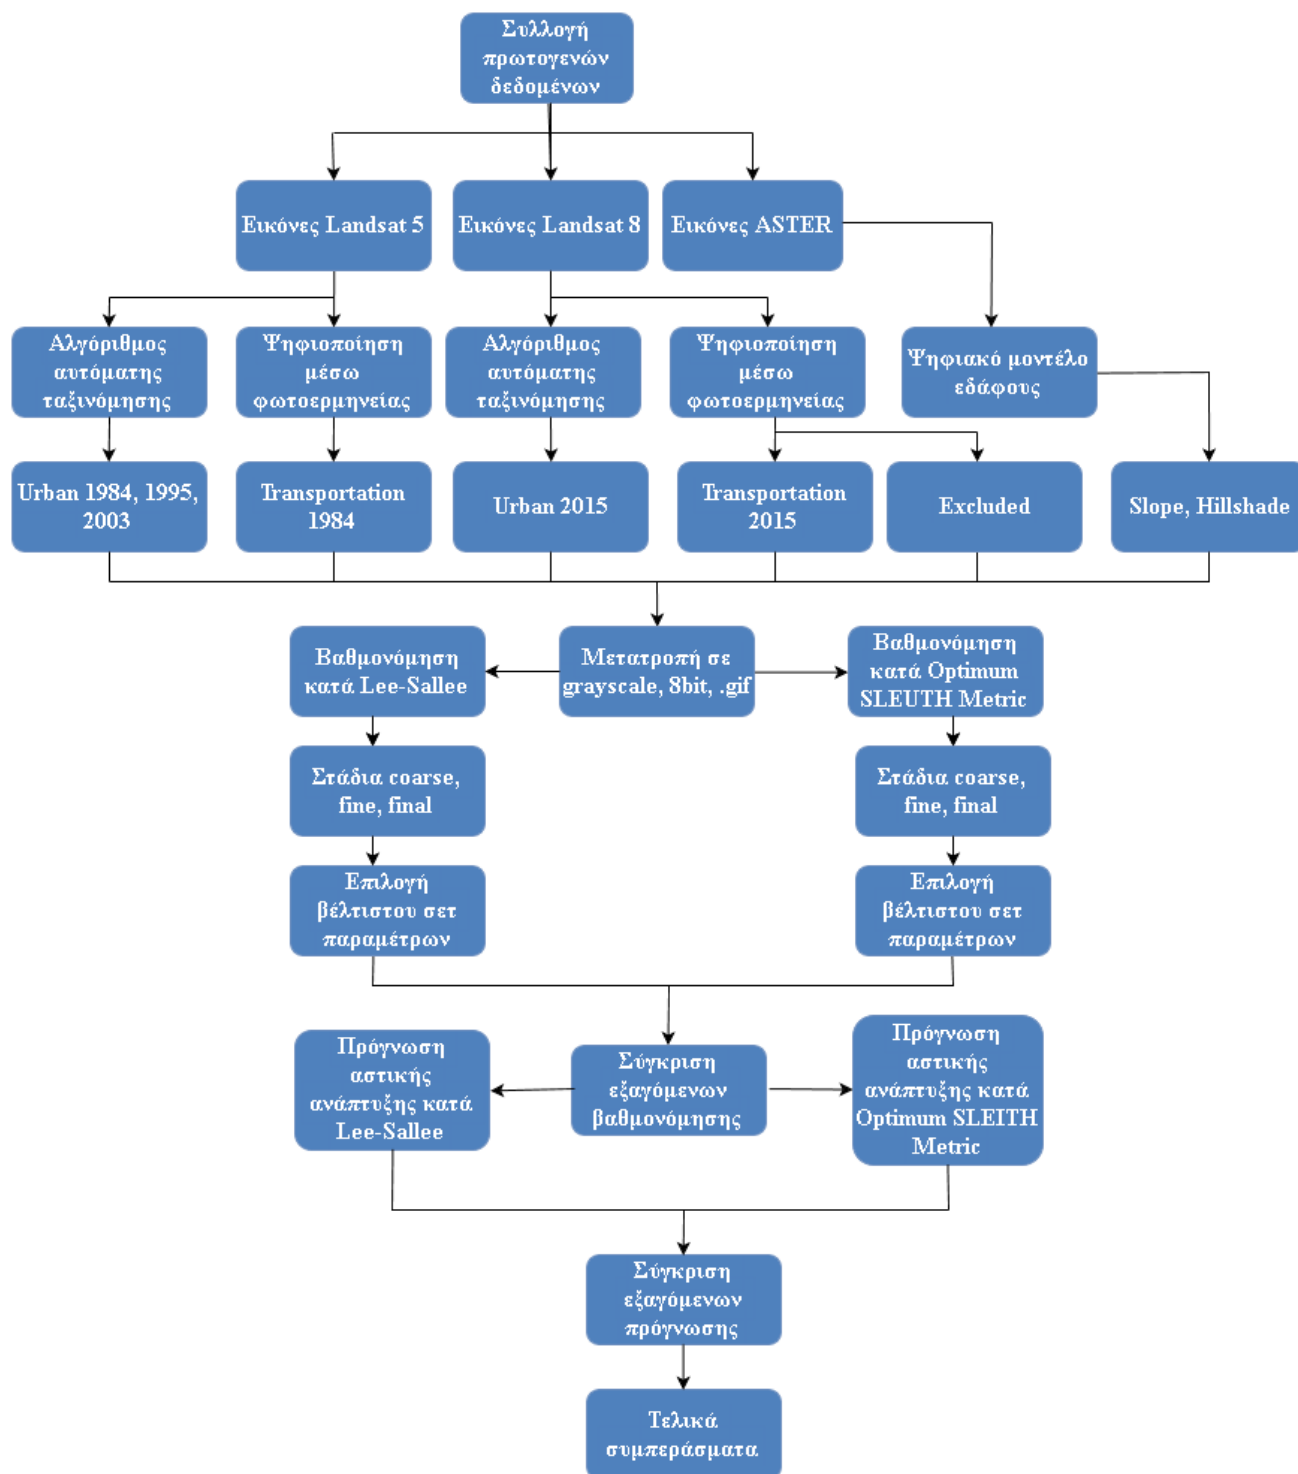 Συλλογή
πρωτογενών
δεδομένων
Εικόνες Landsat 5
Εικόνες Landsat 8
Εικόνες ASTER
Αλγόριθμος
αυτόματης
ταξινόμησης
Ψηφιοποίηση
μέσω
φωτοερμηνείας
Αλγόριθμος
αυτόματης
ταξινόμησης
Ψηφιοποίηση
μέσω
φωτοερμηνείας
Ψηφιακό μοντέλο
εδάφους
Urban 1984, 1995,
2003
Transportation
1984
Urban 2015
Transportation
2015
Excluded
Slope, Hillshade
Βαθμονόμηση
κατά Lee-Sallee
Μετατροπή σε
grayscale, 8bit, .gif
Βαθμονόμηση
κατά Optimum
SLEUTH Metric
Στάδια coarse,
fine, final
Στάδια coarse,
fine, final
Επιλογή
βέλτιστου σετ
παραμέτρων
Επιλογή
βέλτιστου σετ
παραμέτρων
Πρόγνωση
αστικής
ανάπτυξης κατά
Lee-Sallee
Σύγκριση
εξαγόμενων
βαθμονόμησης
Πρόγνωση
αστικής
ανάπτυξης κατά
Optimum SLEITH
Metric
Σύγκριση
εξαγόμενων
πρόγνωσης
Τελικά
συμπεράσματα